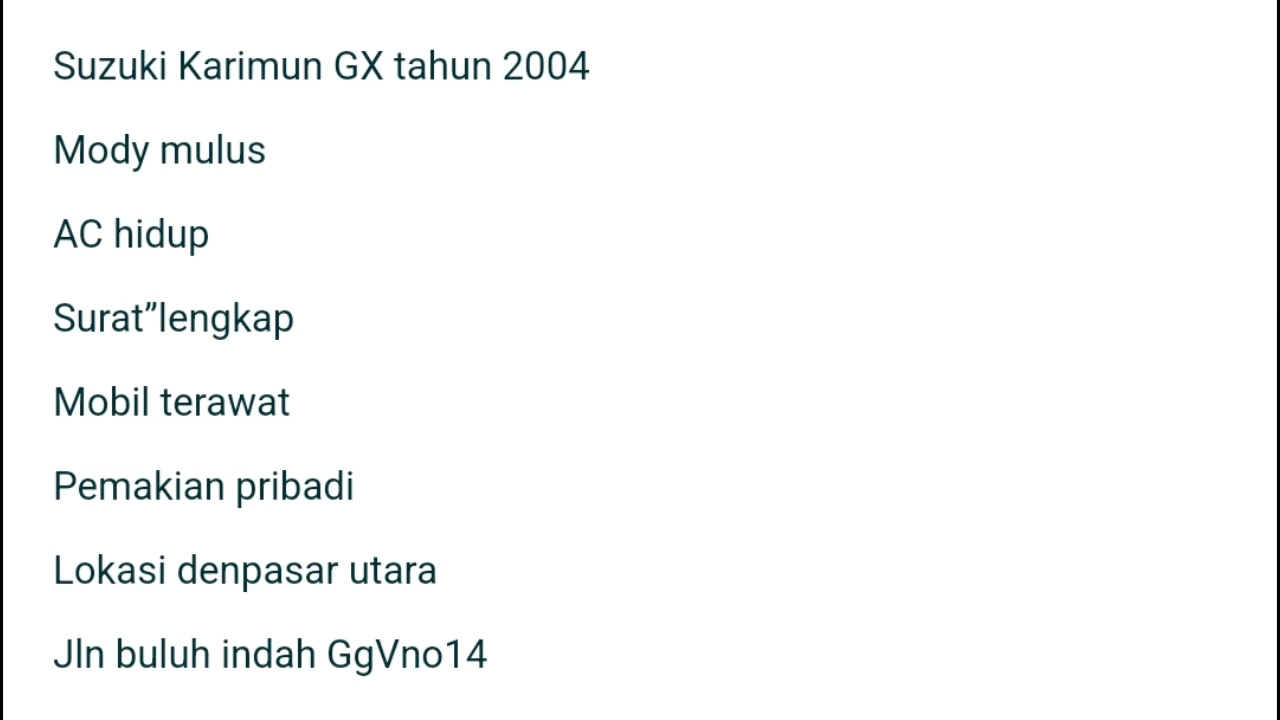 Suzuki Karimun GX tahun 2004
Mody mulus
AC hidup
Surat”lengkap
Mobil terawat
Pemakian pribadi
Lokasi denpasar utara
Jln buluh indah GgVno14